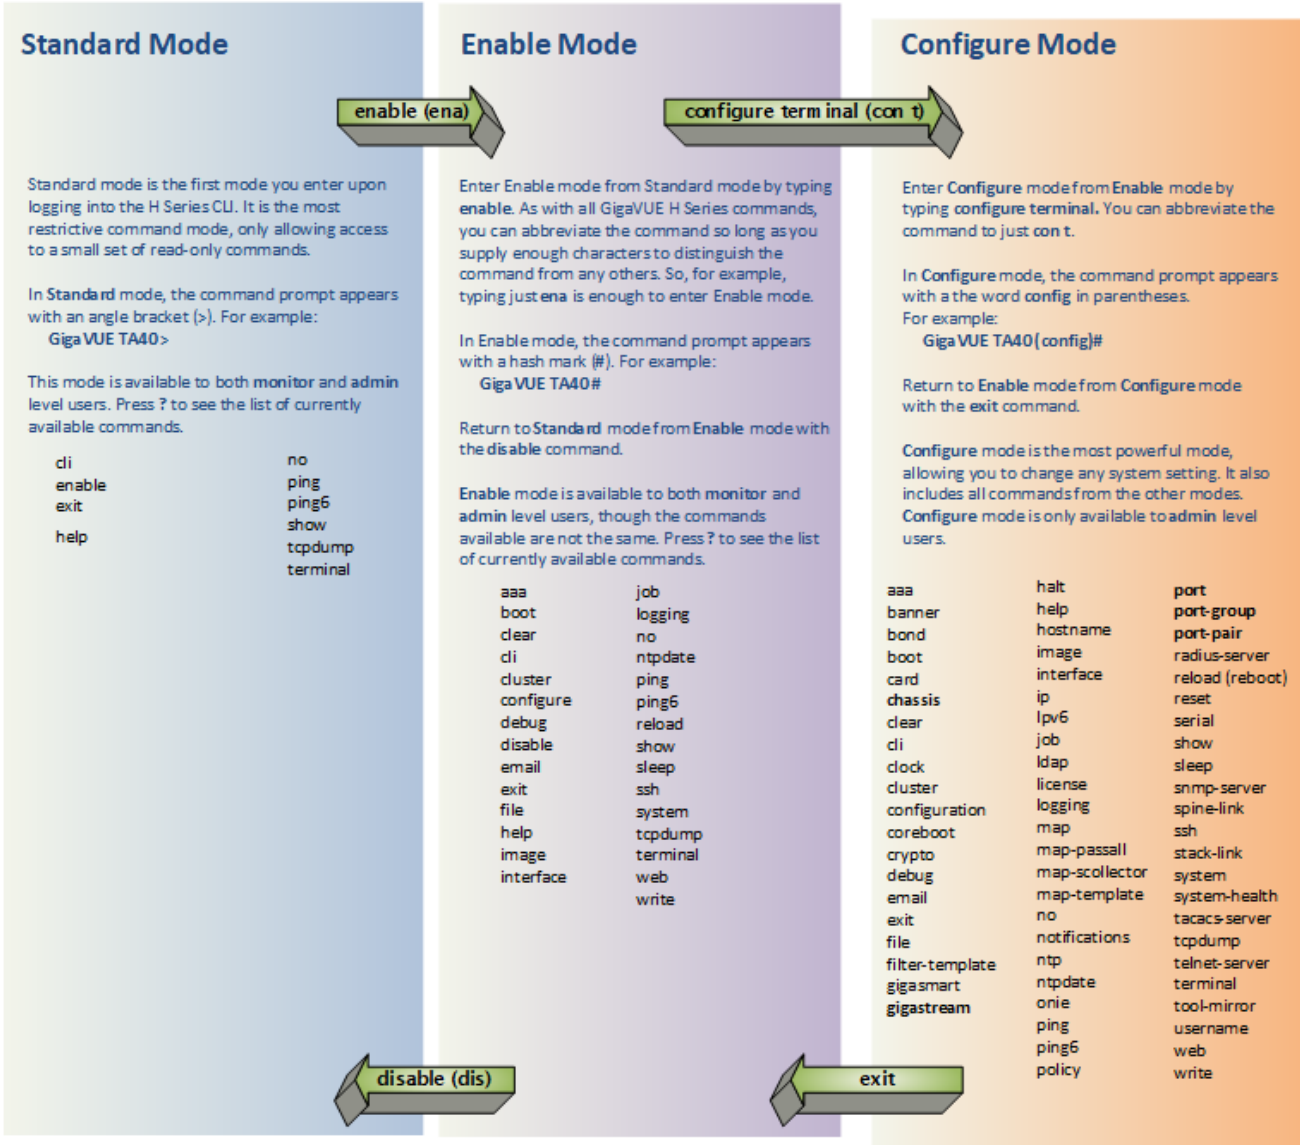 Standard Mode
enable (ena)
Standard mode is the first mode you enter upon
logging into the H Series CLI. It is the most
restrictive command mode, only allowing access
to a small set of read-only commands.
In Standard mode, the command prompt appears
with an angle bracket (>). For example:
GigaVUE TA40>
This mode is available to both monitor and admin
level users. Press ? to see the list of currently
available commands.
cli
enable
exit
help
no
ping
ping6
show
tcpdump
terminal
disable (dis)
Enable Mode
configure terminal (con t)
Enter Enable mode from Standard mode by typing
enable. As with all GigaVUE H Series commands,
you can abbreviate the command so long as you
supply enough characters to distinguish the
command from any others. So, for example,
typing just ena is enough to enter Enable mode.
In Enable mode, the command prompt appears
with a hash mark (#). For example:
GigaVUE TA40#
Return to Standard mode from Enable mode with
the disable command.
Enable mode is available to both monitor and
admin level users, though the commands
available are not the same. Press ? to see the list
of currently available commands.
aaa
boot
clear
cli
cluster
configure
debug
disable
email
exit
file
help
image
interface
job
logging
no
ntpdate
ping
ping6
reload
show
sleep
ssh
system
tcpdump
terminal
web
write
exit
Configure Mode
Enter Configure mode from Enable mode by
typing configure terminal. You can abbreviate the
command to just con t.
In Configure mode, the command prompt appears
with a the word config in parentheses.
For example:
GigaVUE TA40(config)#
Return to Enable mode from Configure mode
with the exit command.
Configure mode is the most powerful mode,
allowing you to change any system setting. It also
includes all commands from the other modes.
Configure mode is only available to admin level
users.
aaa
banner
bond
boot
card
chassis
clear
cli
clock
cluster
configuration
coreboot
crypto
debug
email
exit
file
filter-template
gigasmart
gigastream
halt
help
hostname
image
interface
ip
Ipv6
job
ldap
license
logging
map
map-passall
map-scollector
map-template
no
notifications
ntp
ntpdate
onie
ping
ping6
policy
port
port-group
port-pair
radius-server
reload (reboot)
reset
serial
show
sleep
snmp-server
spine-link
ssh
stack-link
system
system-health
tacacs-server
tcpdump
telnet-server
terminal
tool-mirror
username
web
write